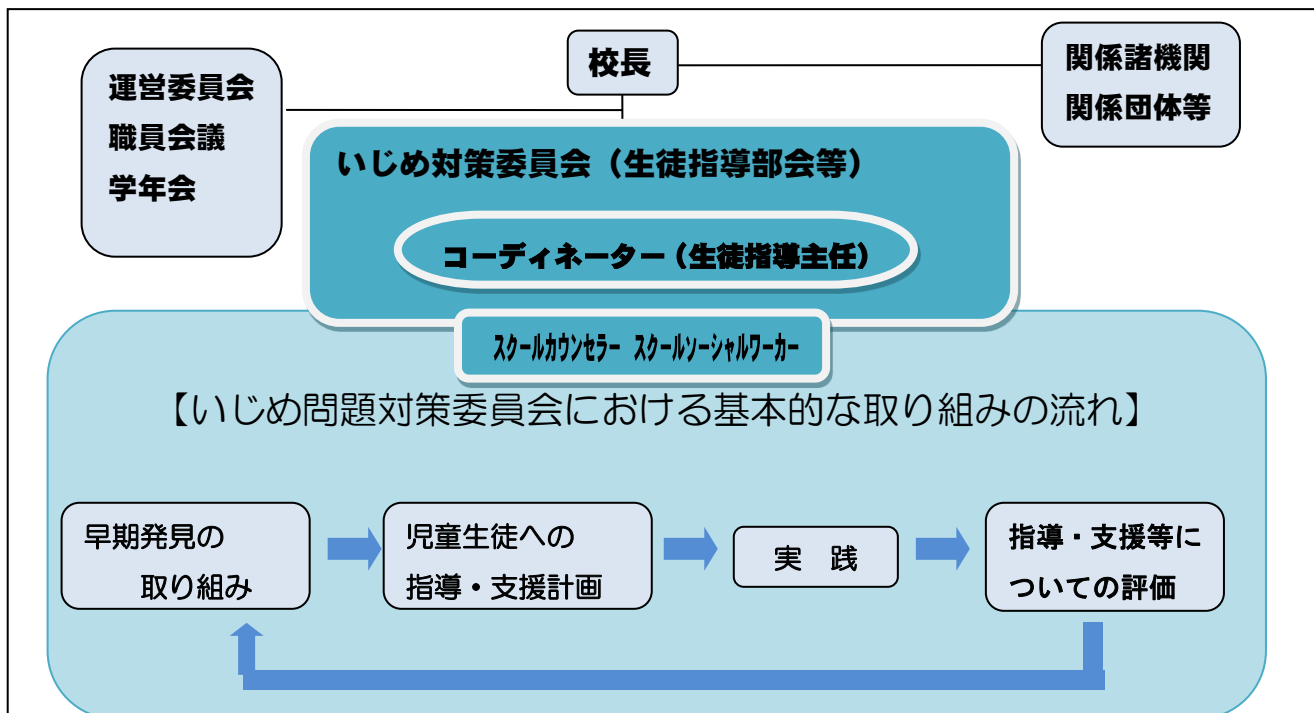 校長
関係諸機関
関係団体等
運営委員会
職員会議
学年会
いじめ対策委員会（生徒指導部会等）
コーディネーター（生徒指導主任）
スクールカウンセラー　スクールソーシャルワーカー
【いじめ問題対策委員会における基本的な取り組みの流れ】
早期発見の
取り組み
児童生徒への
指導・支援計画
実　践
指導・支援等に
ついての評価